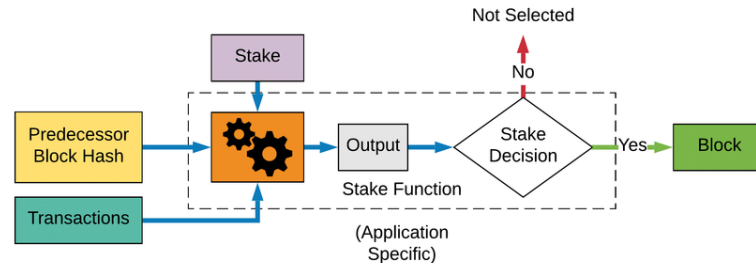 Not Selected
Stake
No
Predecessor
Block Hash
Output
Stake
Decision
Yes
Block
Stake Function
Transactions
(Application
Specific)